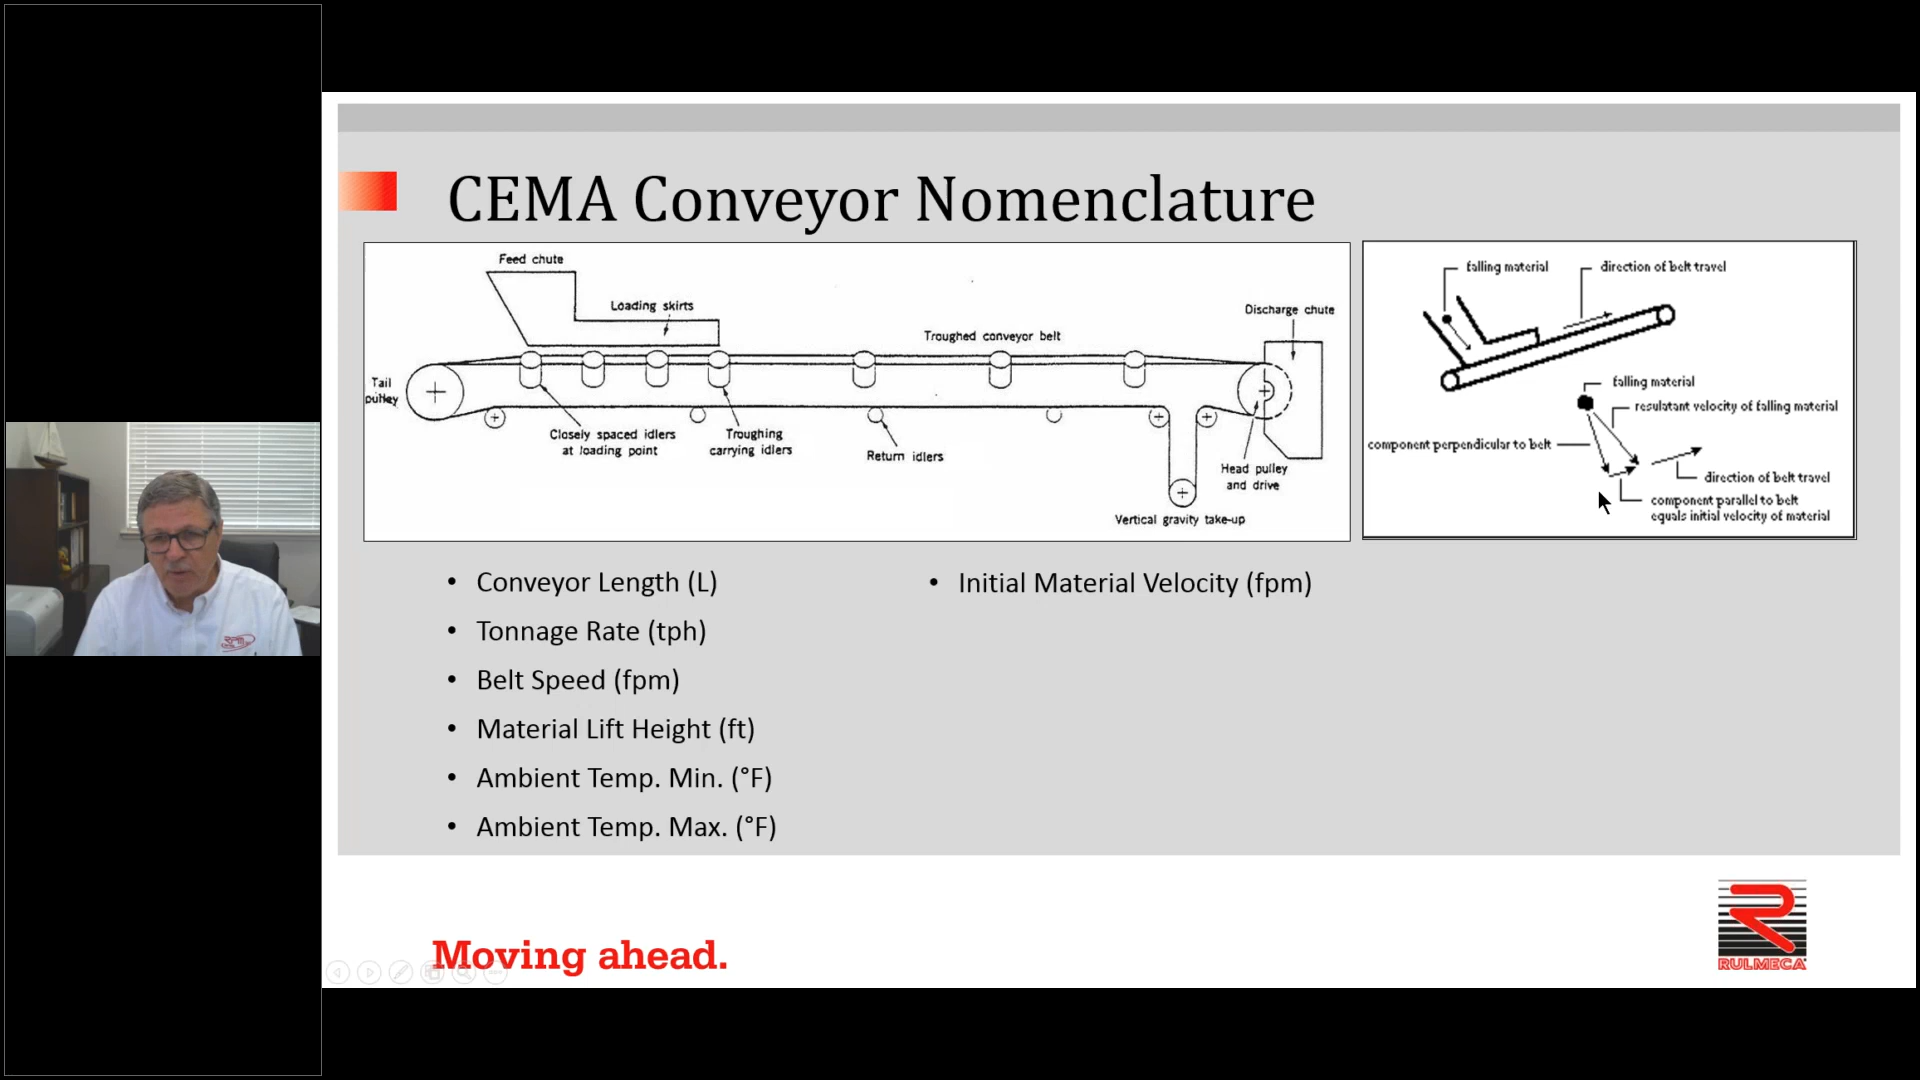 CEMA Conveyor Nomenclature
Feed chute
Loading skirts
Troughed conveyor belt
Discharge chute
Tail
pulley
Closely spaced idlers
at loading point
Troughing
carrying idlers
Return idlers
Head pulley
and drive
Vertical gravity take-up
falling material
direction of belt travel
falling material
resulatant velocity of falling material
component perpendicular to belt
direction of belt travel
component parallel to belt
equals initial velocity of material
• Conveyor Length (L)
• Tonnage Rate (tph)
• Belt Speed (fpm)
• Material Lift Height (ft)
• Ambient Temp. Min. (°F)
• Ambient Temp. Max. (°F)
• Initial Material Velocity (fpm)
Moving ahead.
RULMECA